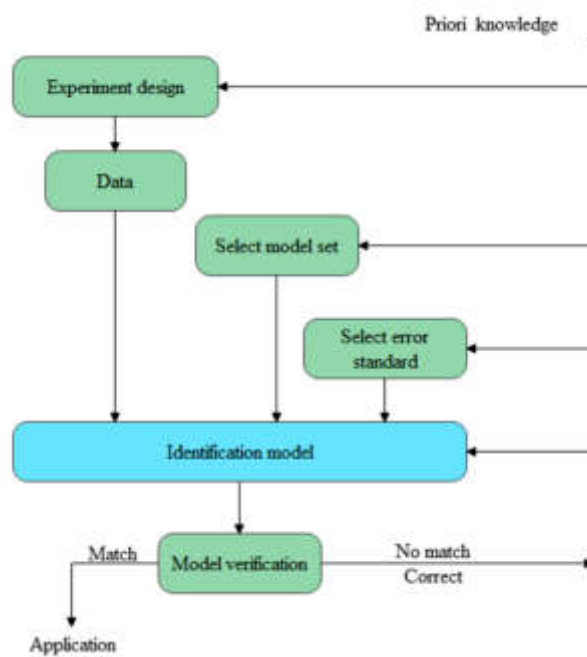 Priori knowledge
Experiment design
Data
Select model set
Select error
standard
Identification model
Match
Model verification
No match
Correct
Application